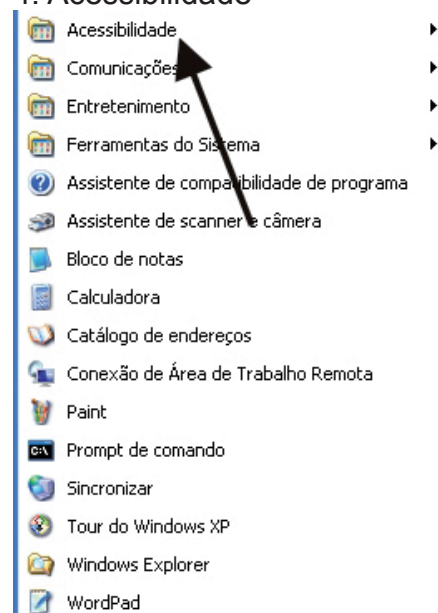 4. Acessibilidade
Acessibilidade
Comunicações
Entretenimento
Ferramentas do Sistema
Assistente de compatibilidade de programa
Assistente de scanner e câmera
Bloco de notas
Calculadora
Catálogo de endereços
Conexão de Área de Trabalho Remota
Paint
Prompt de comando
Sincronizar
Tour do Windows XP
Windows Explorer
WordPad